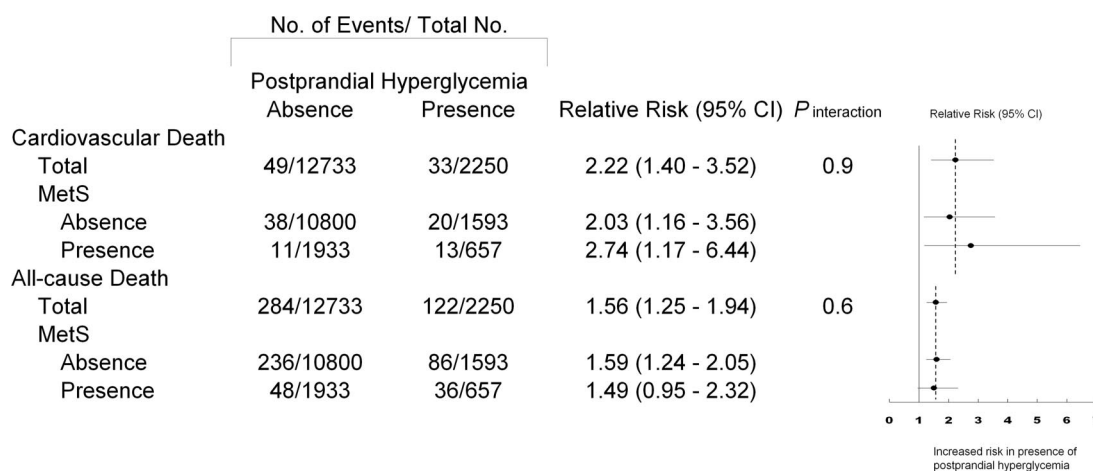 No. of Events/ Total No.
Postprandial Hyperglycemia
Absence Presence Relative Risk (95% CI) P interaction Relative Risk (95% CI)
Cardiovascular Death
Total 49/12733 33/2250 2.22 (1.40 - 3.52) 0.9
MetS
Absence 38/10800 20/1593 2.03 (1.16 - 3.56)
Presence 11/1933 13/657 2.74 (1.17 - 6.44)
All-cause Death
Total 284/12733 122/2250 1.56 (1.25 - 1.94) 0.6
MetS
Absence 236/10800 86/1593 1.59 (1.24 - 2.05)
Presence 48/1933 36/657 1.49 (0.95 - 2.32)
0 1 2 3 4 5 6
Increased risk in presence of
postprandial hyperglycemia